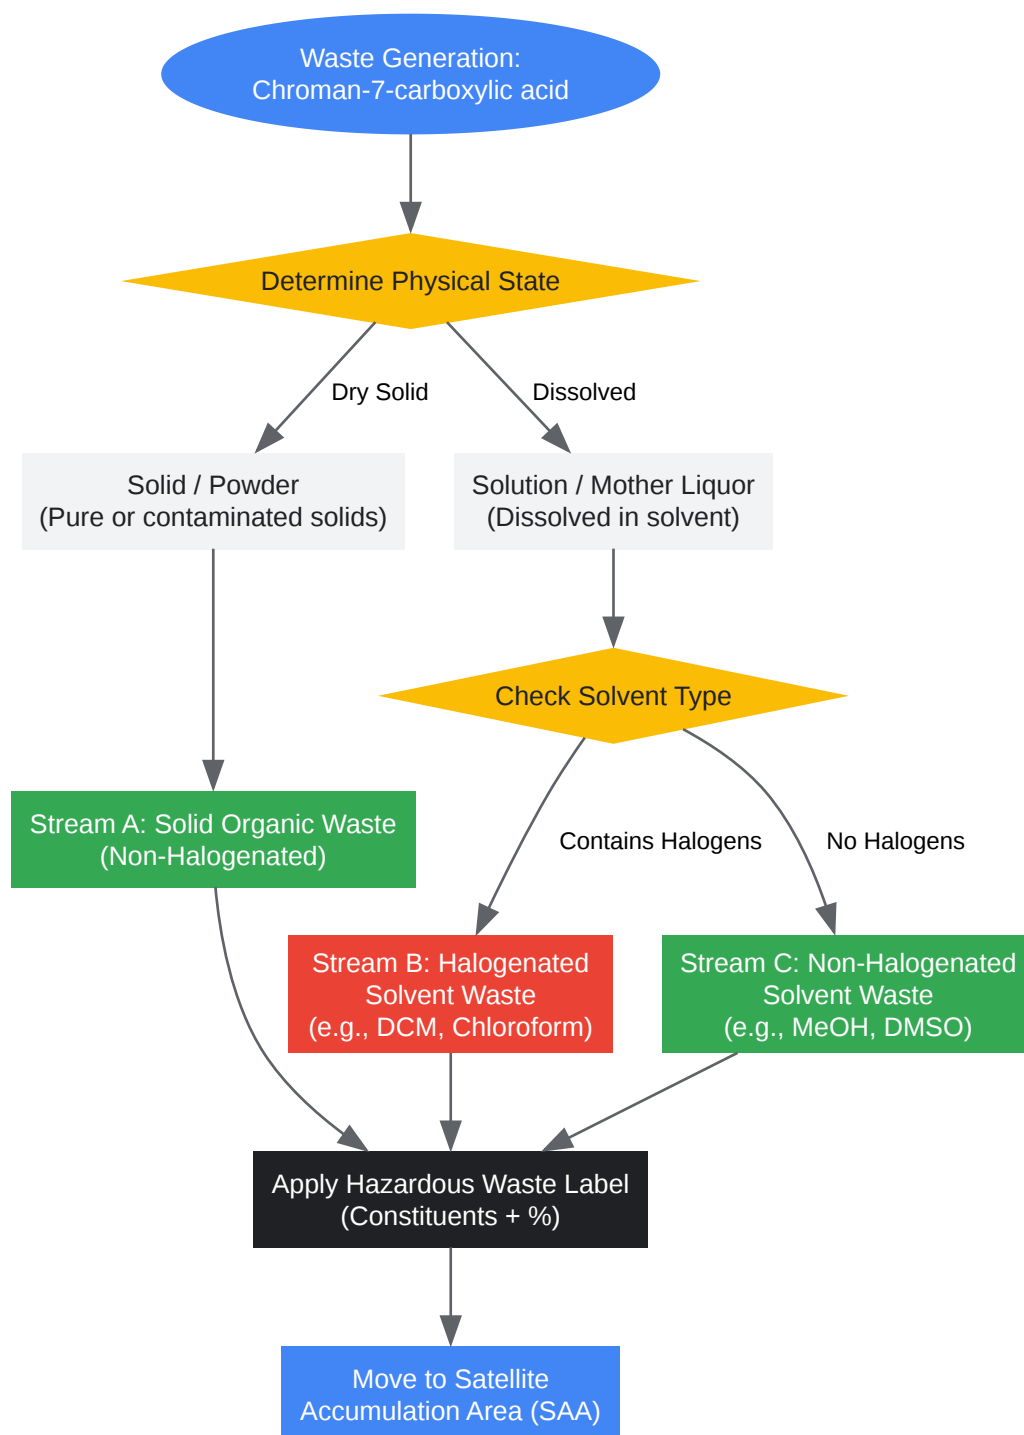 Waste Generation:
Chroman-7-carboxylic acid
Determine Physical State
Dry Solid
Dissolved
Solid / Powder
(Pure or contaminated solids)
Solution / Mother Liquor
(Dissolved in solvent)
Check Solvent Type
Stream A: Solid Organic Waste
(Non-Halogenated)
Contains Halogens
No Halogens
Stream B: Halogenated
Solvent Waste
(e.g., DCM, Chloroform)
Stream C: Non-Halogenated
Solvent Waste
(e.g., MeOH, DMSO)
Apply Hazardous Waste Label
(Constituents + %)
Move to Satellite
Accumulation Area (SAA)